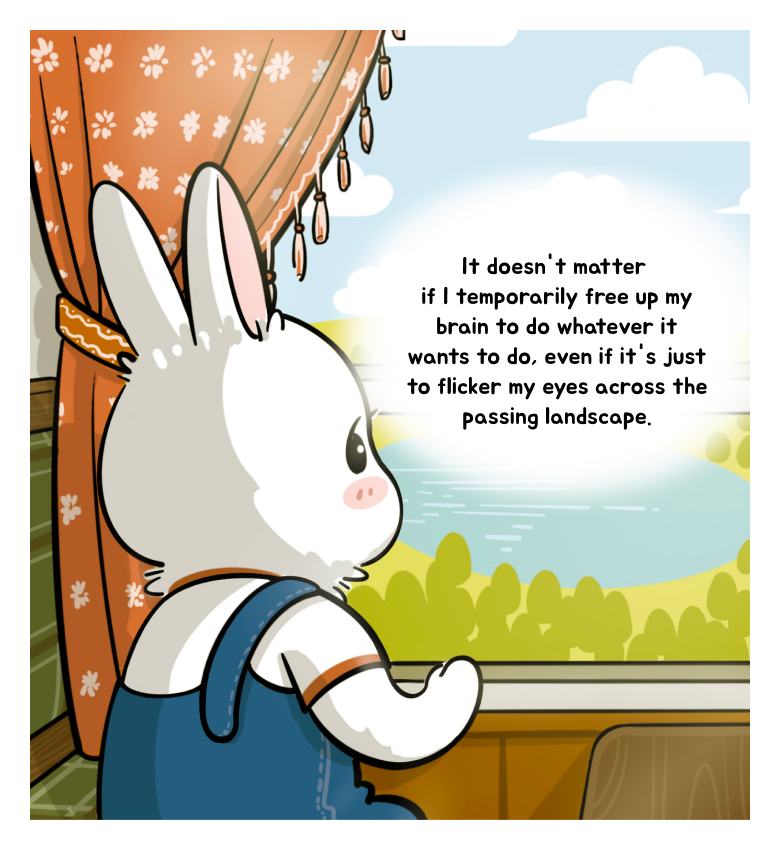 It doesn't matter
if I temporarily free up my
brain to do whatever it
wants to do, even if it's just
to flicker my eyes across the
passing landscape.